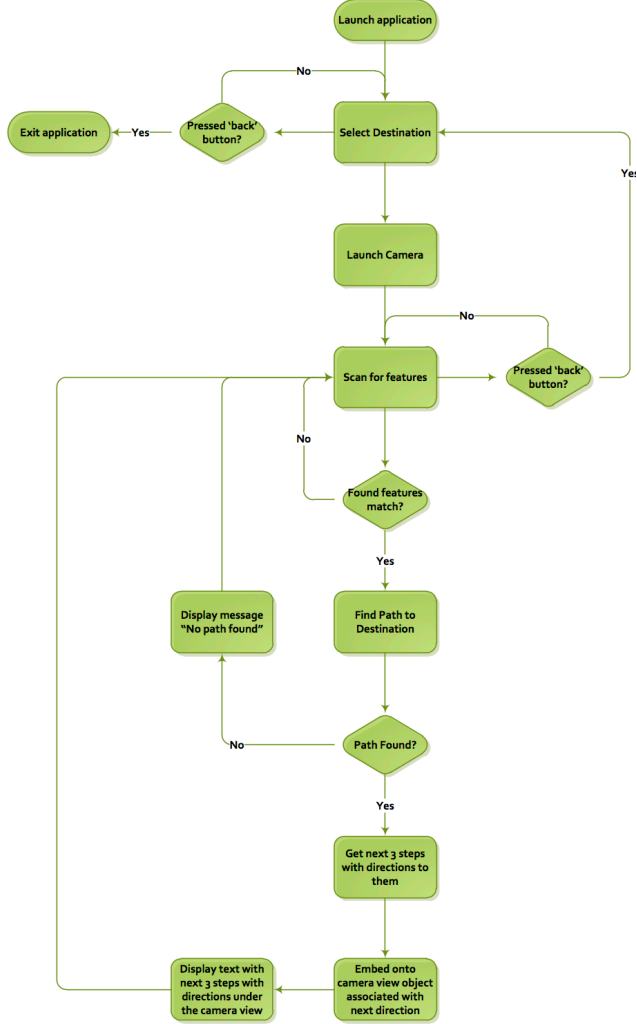 Launch application
No
Exit application
Yes
Pressed 'back'
button?
Select Destination
Yes
Launch Camera
No
Scan for features
Pressed 'back'
button?
No
Found features
match?
Yes
Display message
"No path found"
Find Path to
Destination
No
Path Found?
Yes
Get next 3 steps
with directions to
them
Display text with
next 3 steps with
directions under
the camera view
Embed onto
camera view object
associated with
next direction